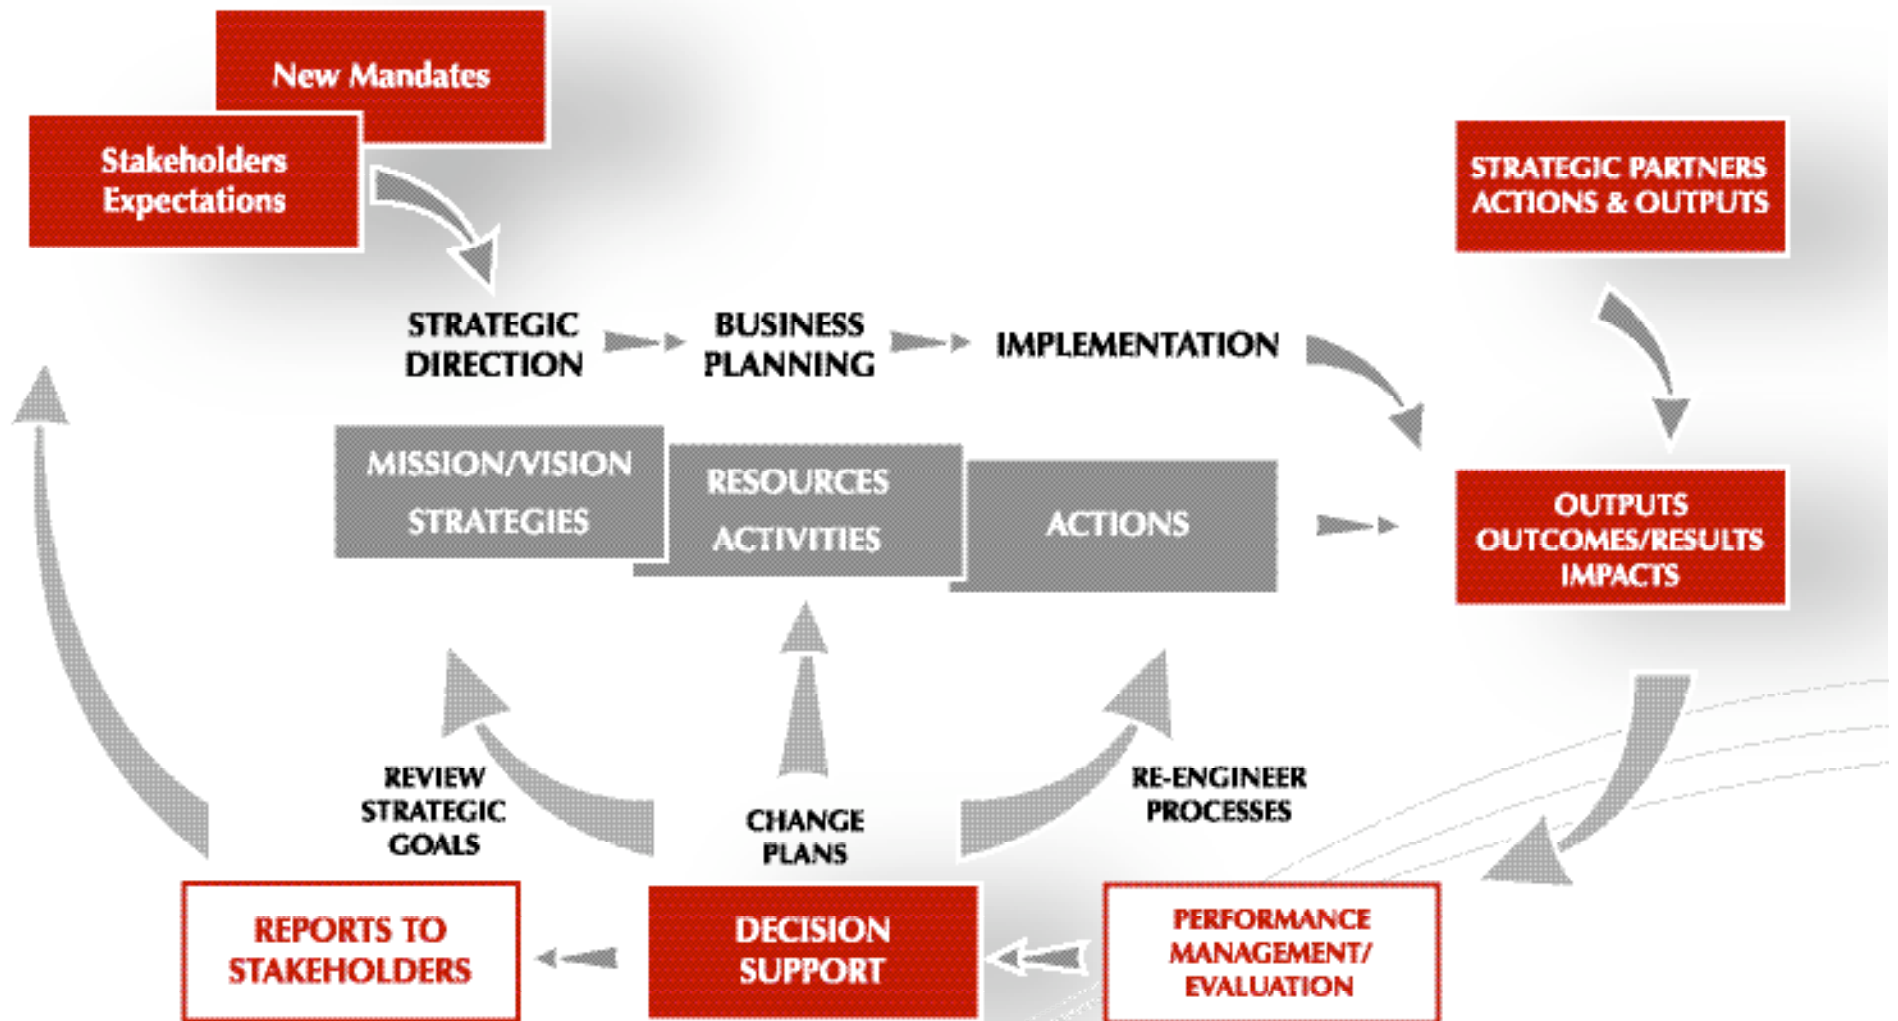 New Mandates
Stakeholders
Expectations
STRATEGIC PARTNERS
ACTIONS & OUTPUTS
STRATEGIC
DIRECTION
BUSINESS
PLANNING
IMPLEMENTATION
MISSION/VISION
STRATEGIES
RESOURCES
ACTIVITIES
ACTIONS
OUTPUTS
OUTCOMES/RESULTS
IMPACTS
REVIEW
STRATEGIC
GOALS
CHANGE
PLANS
RE-ENGINEER
PROCESSES
REPORTS TO
STAKEHOLDERS
DECISION
SUPPORT
PERFORMANCE
MANAGEMENT/
EVALUATION